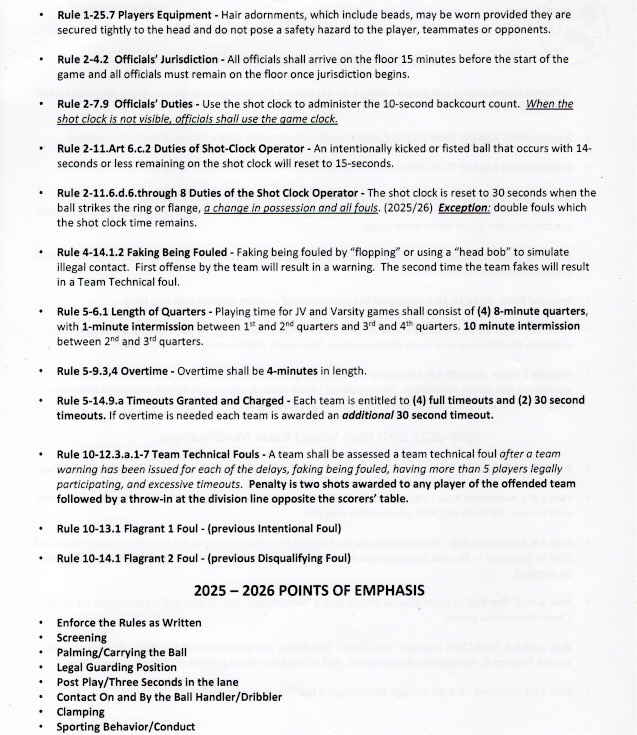 • Rule 1-25.7 Players Equipment - Hair adornments, which include beads, may be worn provided they are
secured tightly to the head and do not pose a safety hazard to the player, teammates or opponents.
• Rule 2-4.2 Officials' Jurisdiction - All officials shall arrive on the floor 15 minutes before the start of the
game and all officials must remain on the floor once jurisdiction begins.
• Rule 2-7.9 Officials' Duties - Use the shot clock to administer the 10-second backcourt count. When the
shot clock is not visible, officials shall use the game clock.
• Rule 2-11.Art 6.c.2 Duties of Shot-Clock Operator - An intentionally kicked or fisted ball that occurs with 14-
seconds or less remaining on the shot clock will reset to 15-seconds.
• Rule 2-11.6.d.6.through 8 Duties of the Shot Clock Operator - The shot clock is reset to 30 seconds when the
ball strikes the ring or flange, a change in possession and all fouls. (2025/26) Exception: double fouls which
the shot clock time remains.
• Rule 4-14.1.2 Faking Being Fouled - Faking being fouled by "flopping" or using a "head bob" to simulate
illegal contact. First offense by the team will result in a warning. The second time the team fakes will result
in a Team Technical foul.
• Rule 5-6.1 Length of Quarters - Playing time for JV and Varsity games shall consist of (4) 8-minute quarters,
with 1-minute intermission between 1st and 2nd quarters and 3rd and 4th quarters. 10 minute intermission
between 2nd and 3rd quarters.
• Rule 5-9.3,4 Overtime - Overtime shall be 4-minutes in length.
• Rule 5-14.9.a Timeouts Granted and Charged - Each team is entitled to (4) full timeouts and (2) 30 second
timeouts. If overtime is needed each team is awarded an additional 30 second timeout.
• Rule 10-12.3.a.1-7 Team Technical Fouls - A team shall be assessed a team technical foul after a team
warning has been issued for each of the delays, faking being fouled, having more than 5 players legally
participating, and excessive timeouts. Penalty is two shots awarded to any player of the offended team
followed by a throw-in at the division line opposite the scorers' table.
• Rule 10-13.1 Flagrant 1 Foul - (previous Intentional Foul)
• Rule 10-14.1 Flagrant 2 Foul - (previous Disqualifying Foul)
2025 – 2026 POINTS OF EMPHASIS
• Enforce the Rules as Written
• Screening
• Palming/Carrying the Ball
• Legal Guarding Position
• Post Play/Three Seconds in the lane
• Contact On and By the Ball Handler/Dribbler
• Clamping
• Sporting Behavior/Conduct